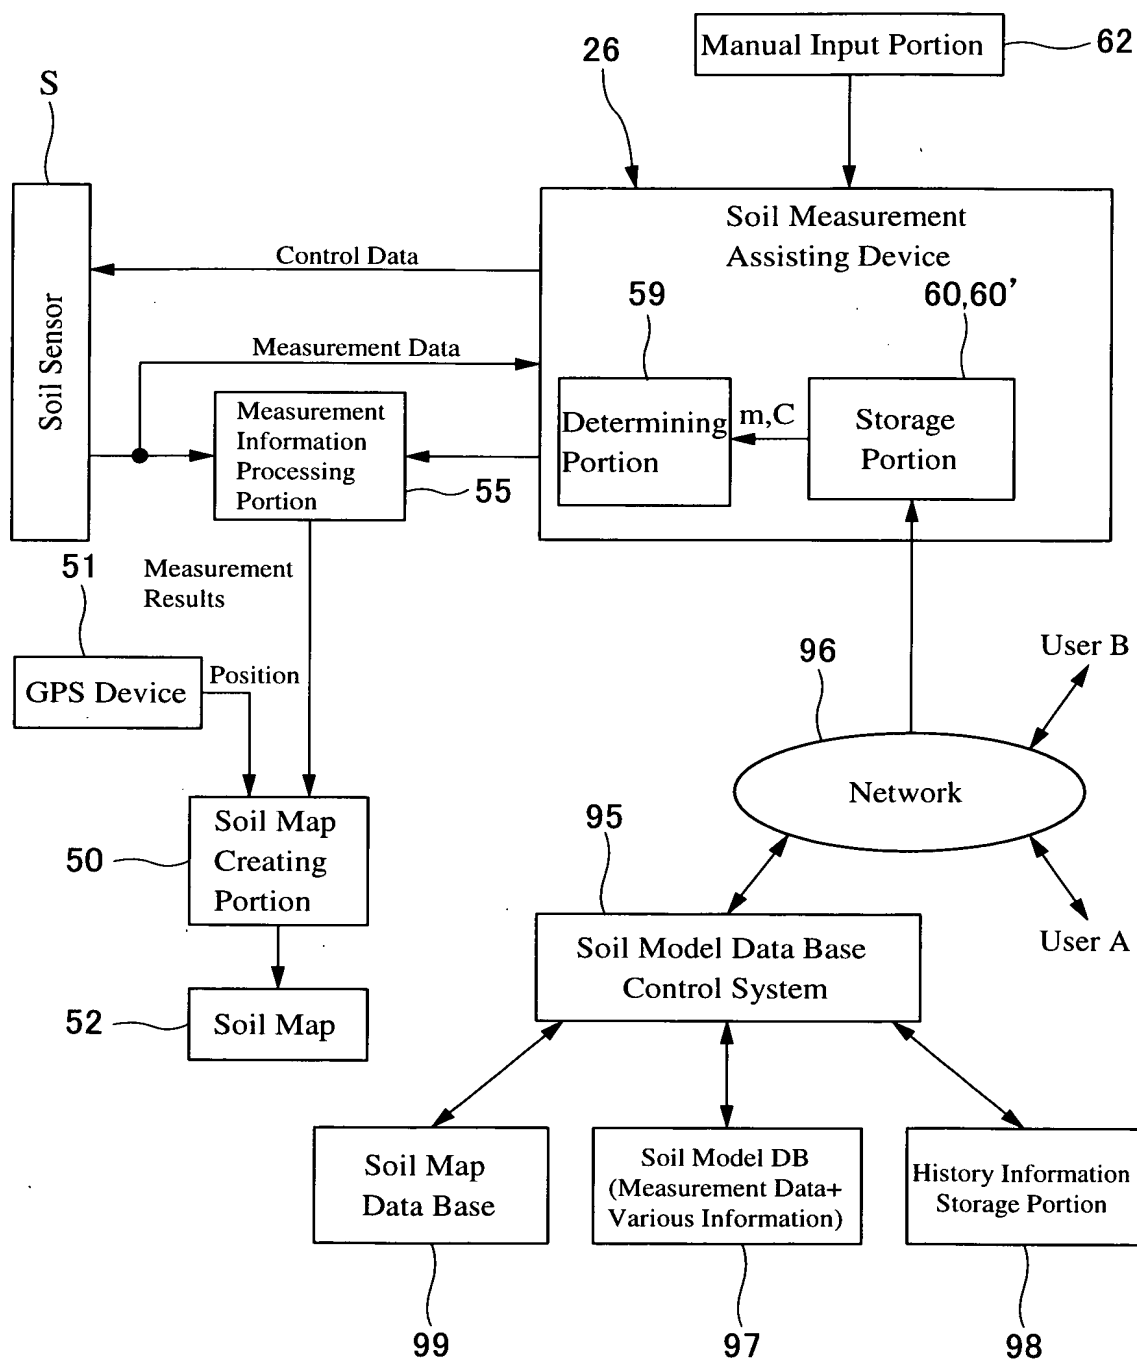 Manual Input Portion
62
26
S
Soil Measurement
Assisting Device
Control Data
59
60,60’
Soil Sensor
Measurement Data
Measurement
Information
Processing
Portion
Determining
Portion
m,C
Storage
Portion
55
51
Measurement
Results
User B
96
GPS Device
Position
Network
Soil Map
Creating
Portion
50
95
User A
Soil Model Data Base
Control System
52
Soil Map
Soil Map
Data Base
Soil Model DB
(Measurement Data+
Various Information)
History Information
Storage Portion
99
97
98